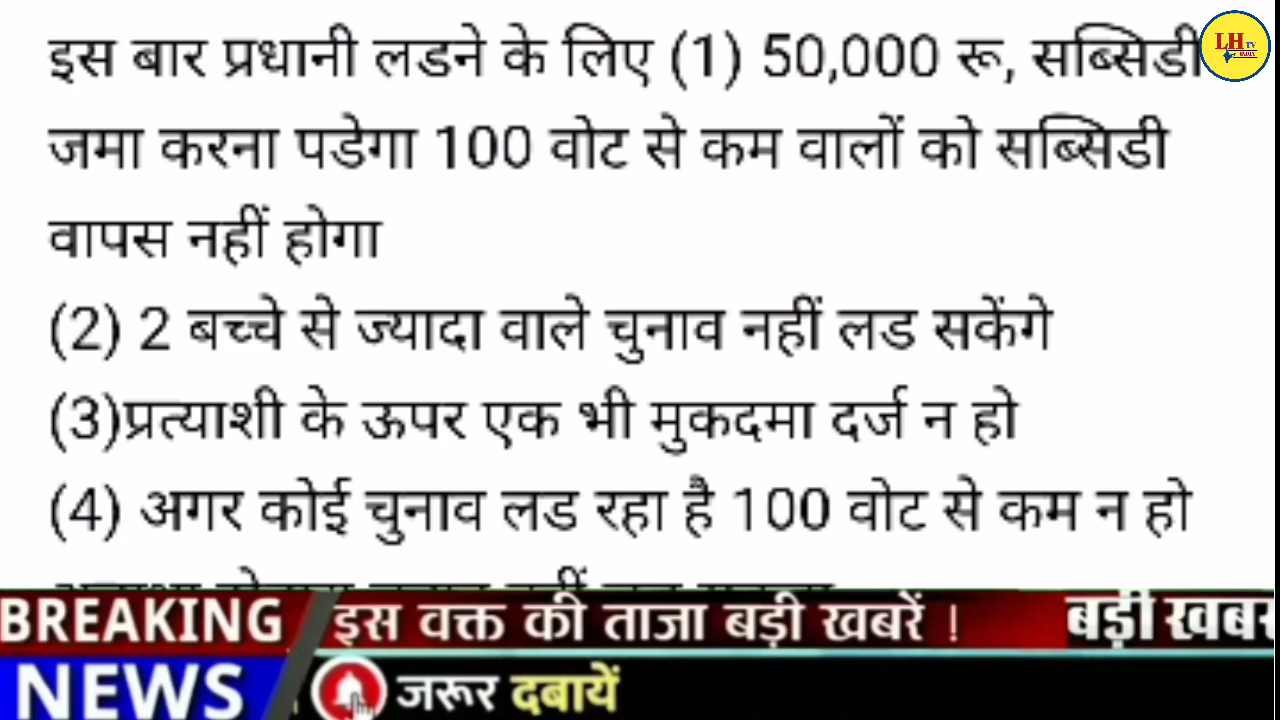 इस बार प्रधानी लडने के लिए (1) 50,000 रू, सब्सिडी
LH TV
INDIA
जमा करना पडेगा 100 वोट से कम वालों को सब्सिडी
वापस नहीं होगा
(2) 2 बच्चे से ज्यादा वाले चुनाव नहीं लड सकेंगे
(3)प्रत्याशी के ऊपर एक भी मुकदमा दर्ज न हो
(4) अगर कोई चुनाव लड रहा है 100 वोट से कम न हो
BREAKING
इस वक्त की ताजा बड़ी खबरें !
बड़ी खबर
NEWS
जरूर दबायें